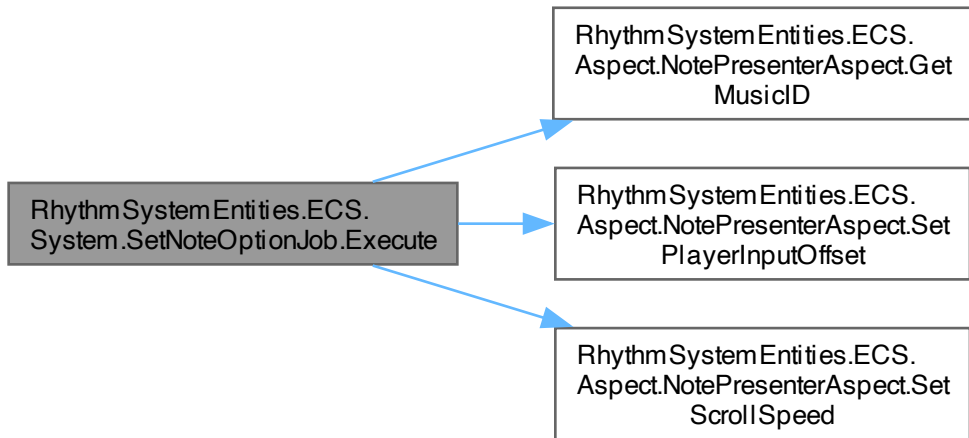 RhythmSystemEntities.ECS.
Aspect.NotePresenterAspect.Get
MusicID
RhythmSystemEntities.ECS.
System.SetNoteOptionJob.Execute
RhythmSystemEntities.ECS.
Aspect.NotePresenterAspect.Set
PlayerInputOffset
RhythmSystemEntities.ECS.
Aspect.NotePresenterAspect.Set
ScrollSpeed